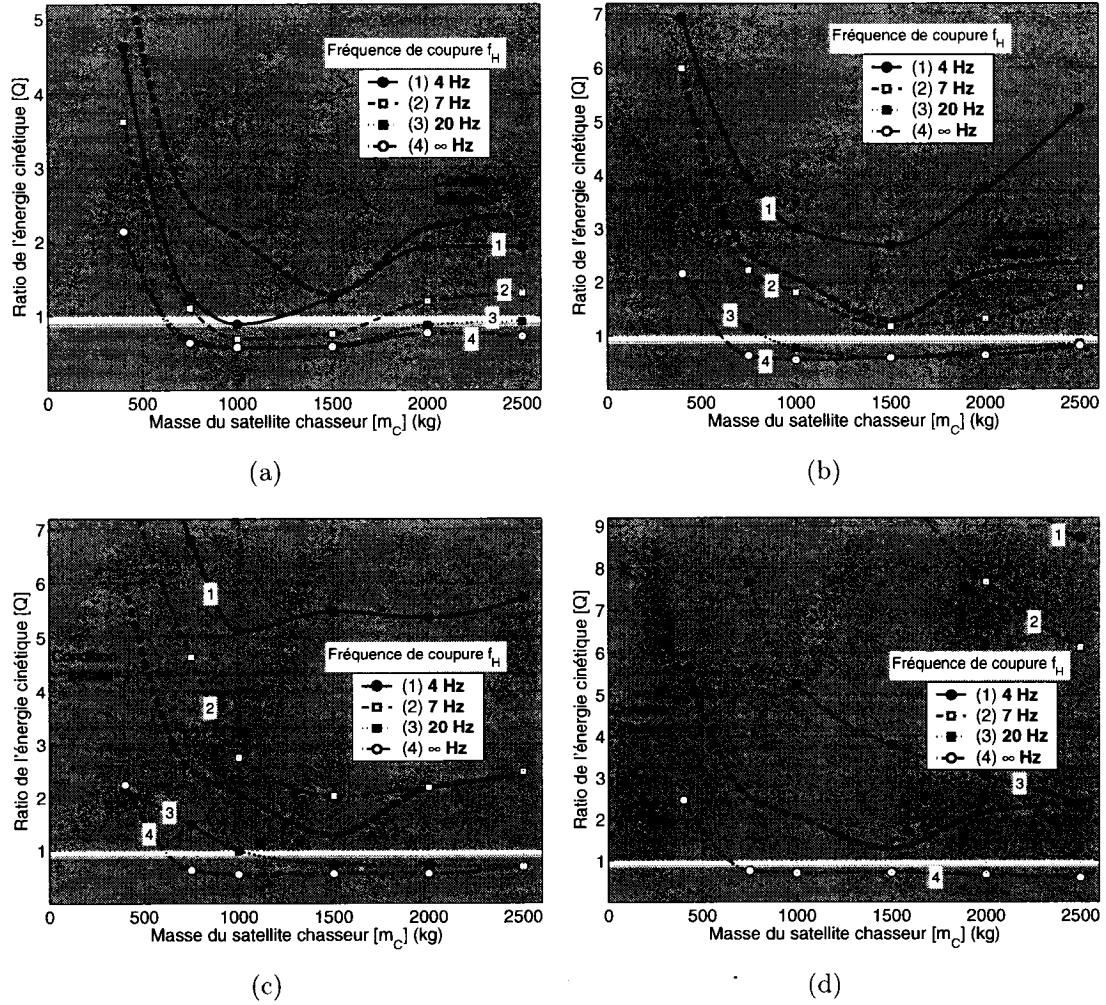 5
4
3
2
1
0
500
1000
1500
2000
2500
Ratio de l'énergie cinétique [Q]
Masse du satellite chasseur [m_C] (kg)
Fréquence de coupure f_H
(1) 4 Hz
(2) 7 Hz
(3) 20 Hz
(4) ∞ Hz
1
2
3
4
(a)
7
6
5
4
3
2
1
0
500
1000
1500
2000
2500
Ratio de l'énergie cinétique [Q]
Masse du satellite chasseur [m_C] (kg)
Fréquence de coupure f_H
(1) 4 Hz
(2) 7 Hz
(3) 20 Hz
(4) ∞ Hz
1
2
3
4
(b)
7
6
5
4
3
2
1
0
500
1000
1500
2000
2500
Ratio de l'énergie cinétique [Q]
Masse du satellite chasseur [m_C] (kg)
Fréquence de coupure f_H
(1) 4 Hz
(2) 7 Hz
(3) 20 Hz
(4) ∞ Hz
1
2
3
4
(c)
9
8
7
6
5
4
3
2
1
0
500
1000
1500
2000
2500
Ratio de l'énergie cinétique [Q]
Masse du satellite chasseur [m_C] (kg)
Fréquence de coupure f_H
(1) 4 Hz
(2) 7 Hz
(3) 20 Hz
(4) ∞ Hz
1
2
3
4
(d)